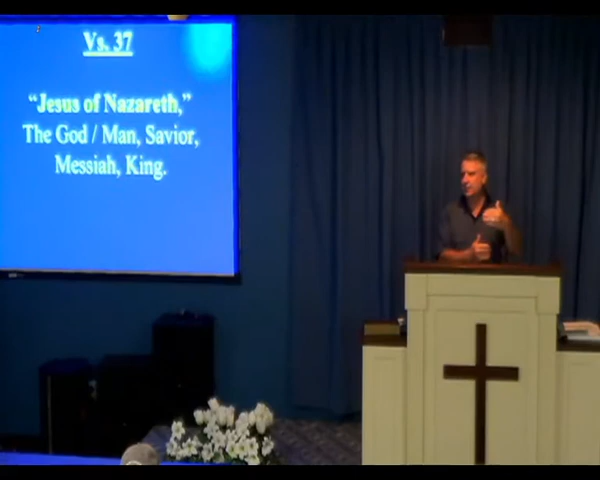 Vs. 37
“Jesus of Nazareth,”
The God / Man, Savior,
Messiah, King.